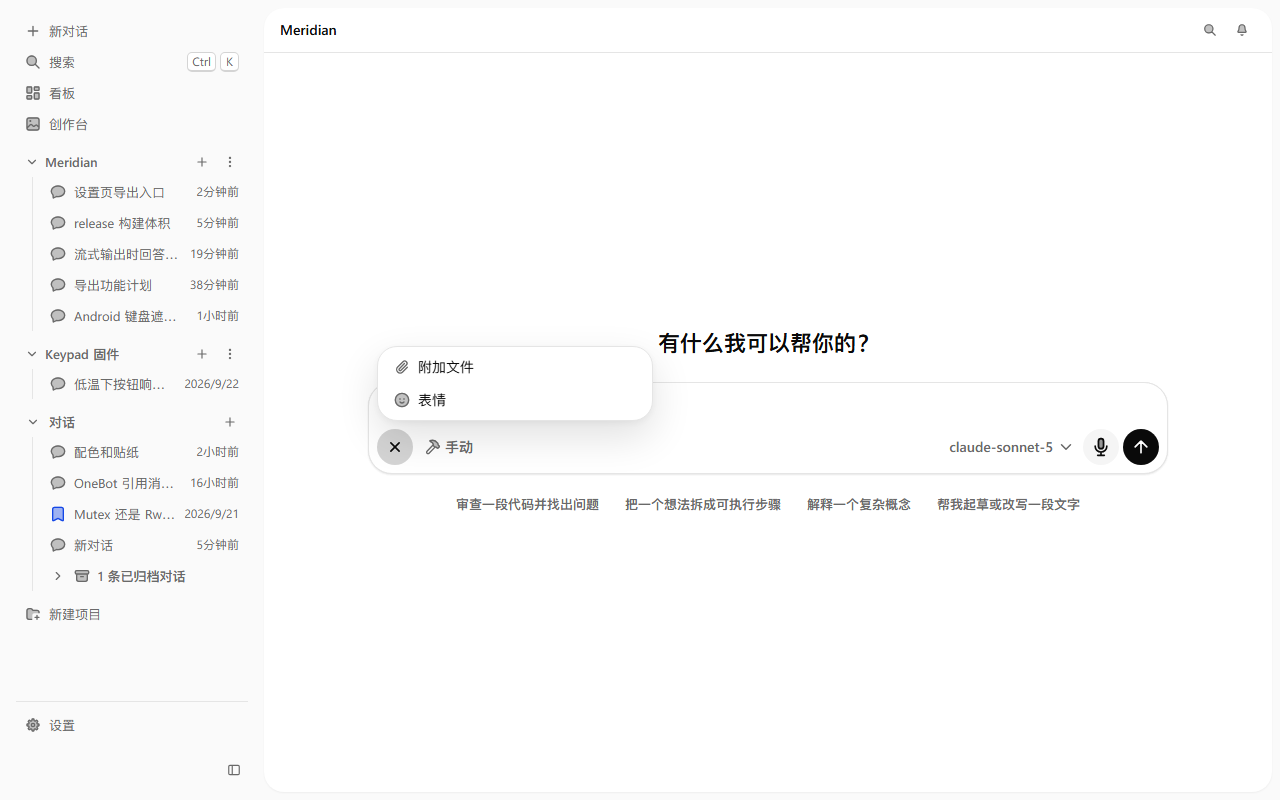 新对话
搜索 Ctrl K
看板
创作台
Meridian
设置页导出入口 2分钟前
release 构建体积 5分钟前
流式输出时回答… 19分钟前
导出功能计划 38分钟前
Android 键盘遮… 1小时前
Keypad 固件
低温下按钮响… 2026/9/22
对话
配色和贴纸 2小时前
OneBot 引用消… 16小时前
Mutex 还是 Rw… 2026/9/21
新对话 5分钟前
1 条已归档对话
新建项目
设置
Meridian
有什么我可以帮你的？
附加文件
表情
手动 claude-sonnet-5
审查一段代码并找出问题 把一个想法拆成可执行步骤 解释一个复杂概念 帮我起草或改写一段文字